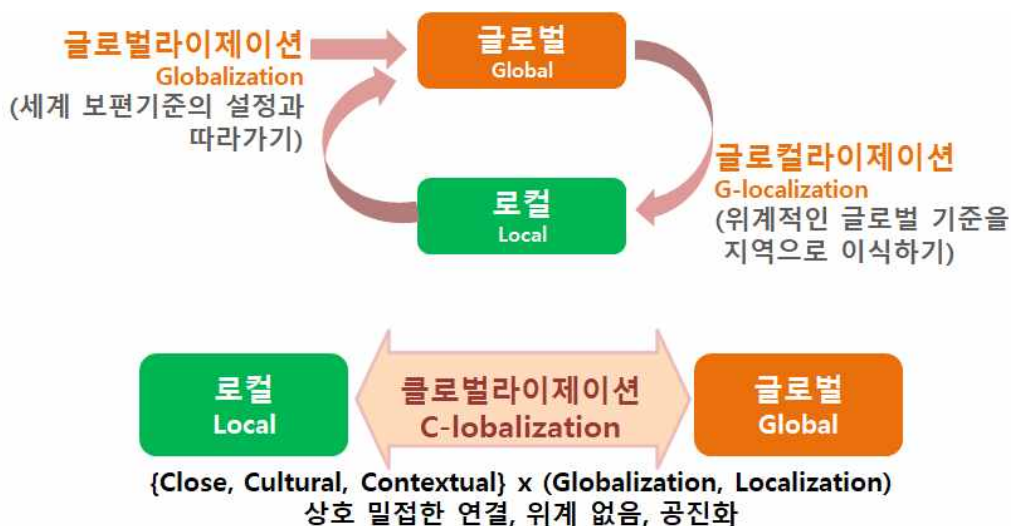 글로벌라이제이션
Globalization
(세계 보편기준의 설정과
따라가기)
글로벌
Global
글로컬라이제이션
G-localization
(위계적인 글로벌 기준을
지역으로 이식하기)
로컬
Local
로컬
Local
클로벌라이제이션
C-lobalization
글로벌
Global
{Close, Cultural, Contextual} x (Globalization, Localization)
상호 밀접한 연결, 위계 없음, 공진화